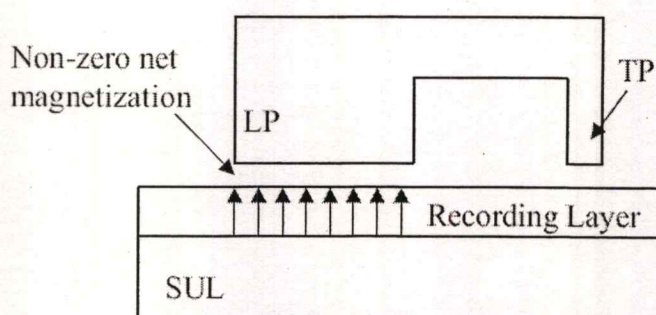 Non-zero net
magnetization
LP
TP
Recording Layer
SUL